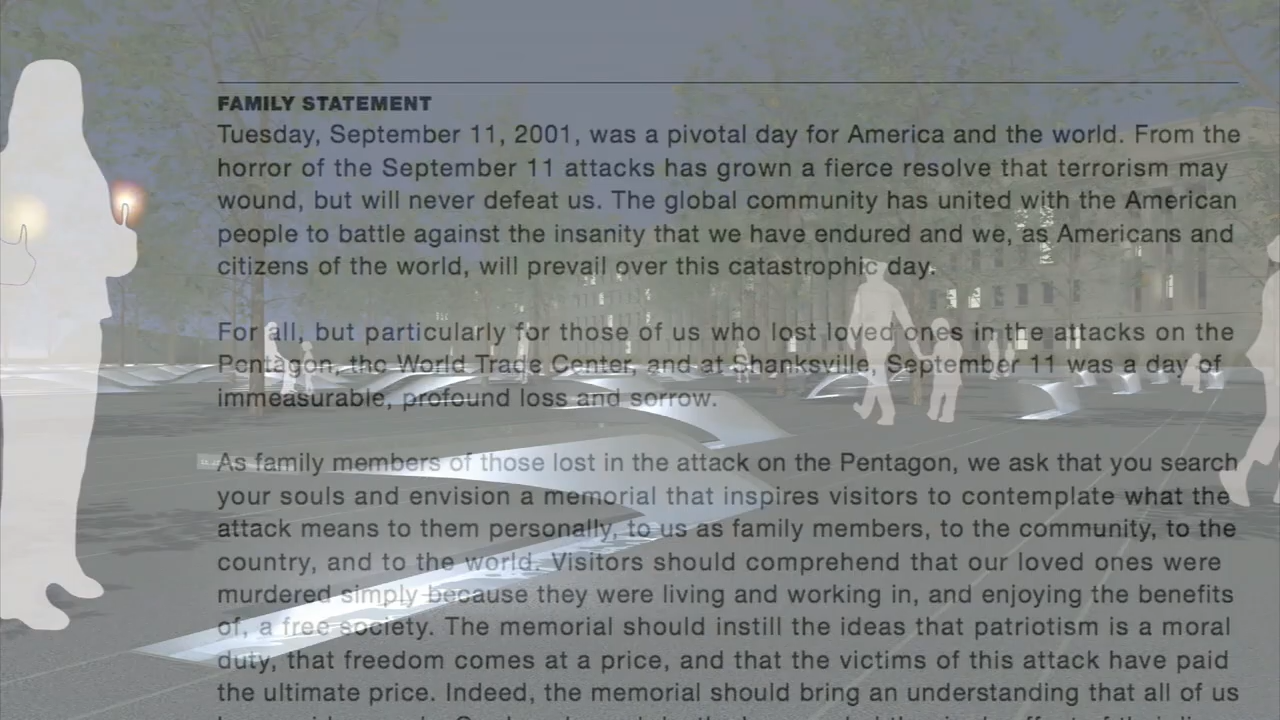 FAMILY STATEMENT
Tuesday, September 11, 2001, was a pivotal day for America and the world. From the
horror of the September 11 attacks has grown a fierce resolve that terrorism may
wound, but will never defeat us. The global community has united with the American
people to battle against the insanity that we have endured and we, as Americans and
citizens of the world, will prevail over this catastrophic day.
For all, but particularly for those of us who lost loved ones in the attacks on the
Pentagon, the World Trade Center, and at Shanksville, September 11 was a day of
immeasurable, profound loss and sorrow.
As family members of those lost in the attack on the Pentagon, we ask that you search
your souls and envision a memorial that inspires visitors to contemplate what the
attack means to them personally, to us as family members, to the community, to the
country, and to the world. Visitors should comprehend that our loved ones were
murdered simply because they were living and working in, and enjoying the benefits
of, a free society. The memorial should instill the ideas that patriotism is a moral
duty, that freedom comes at a price, and that the victims of this attack have paid
the ultimate price. Indeed, the memorial should bring an understanding that all of us